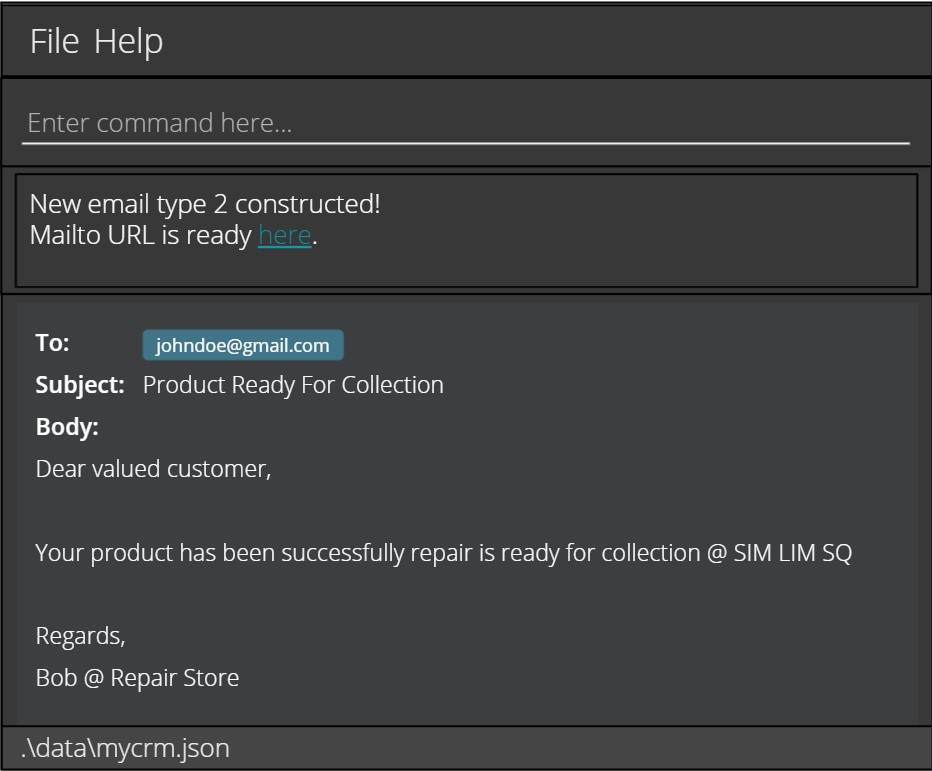 File Help
Enter command here...
New email type 2 constructed!
Mailto URL is ready here.
To: johndoe@gmail.com
Subject: Product Ready For Collection
Body:
Dear valued customer,
Your product has been successfully repair is ready for collection @ SIM LIM SQ
Regards,
Bob @ Repair Store
.\data\mycrm.json